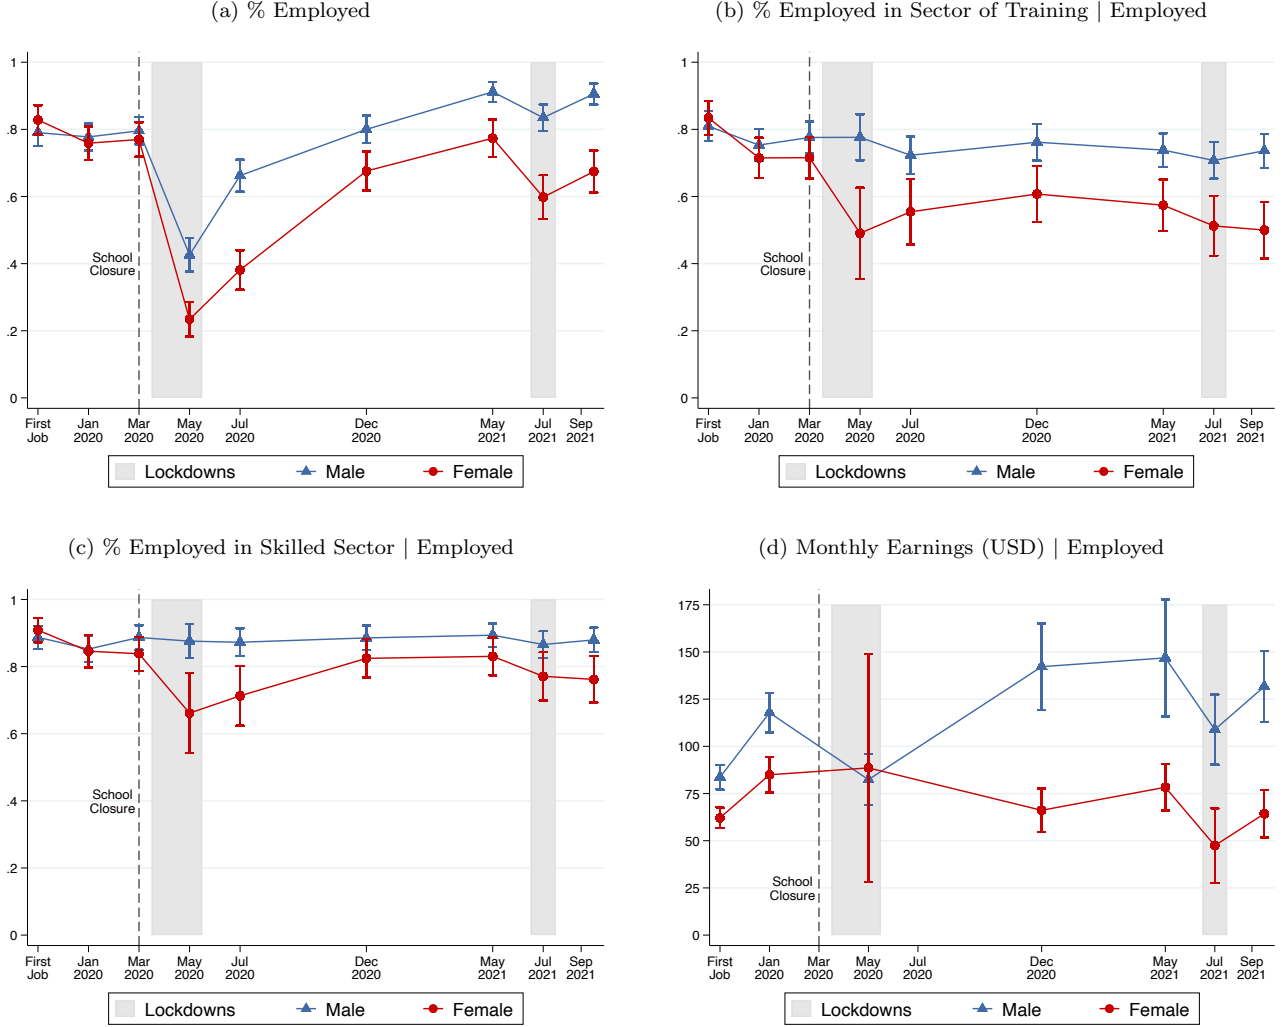 (a) % Employed
1
.8
.6
.4
.2
0
School
Closure
First
Job
Jan
2020
Mar
2020
May
2020
Jul
2020
Dec
2020
May
2021
Jul
2021
Sep
2021
Lockdowns Male Female
(b) % Employed in Sector of Training | Employed
1
.8
.6
.4
.2
0
School
Closure
First
Job
Jan
2020
Mar
2020
May
2020
Jul
2020
Dec
2020
May
2021
Jul
2021
Sep
2021
Lockdowns Male Female
(c) % Employed in Skilled Sector | Employed
1
.8
.6
.4
.2
0
School
Closure
First
Job
Jan
2020
Mar
2020
May
2020
Jul
2020
Dec
2020
May
2021
Jul
2021
Sep
2021
Lockdowns Male Female
(d) Monthly Earnings (USD) | Employed
175
150
125
100
75
50
25
0
School
Closure
First
Job
Jan
2020
Mar
2020
May
2020
Jul
2020
Dec
2020
May
2021
Jul
2021
Sep
2021
Lockdowns Male Female